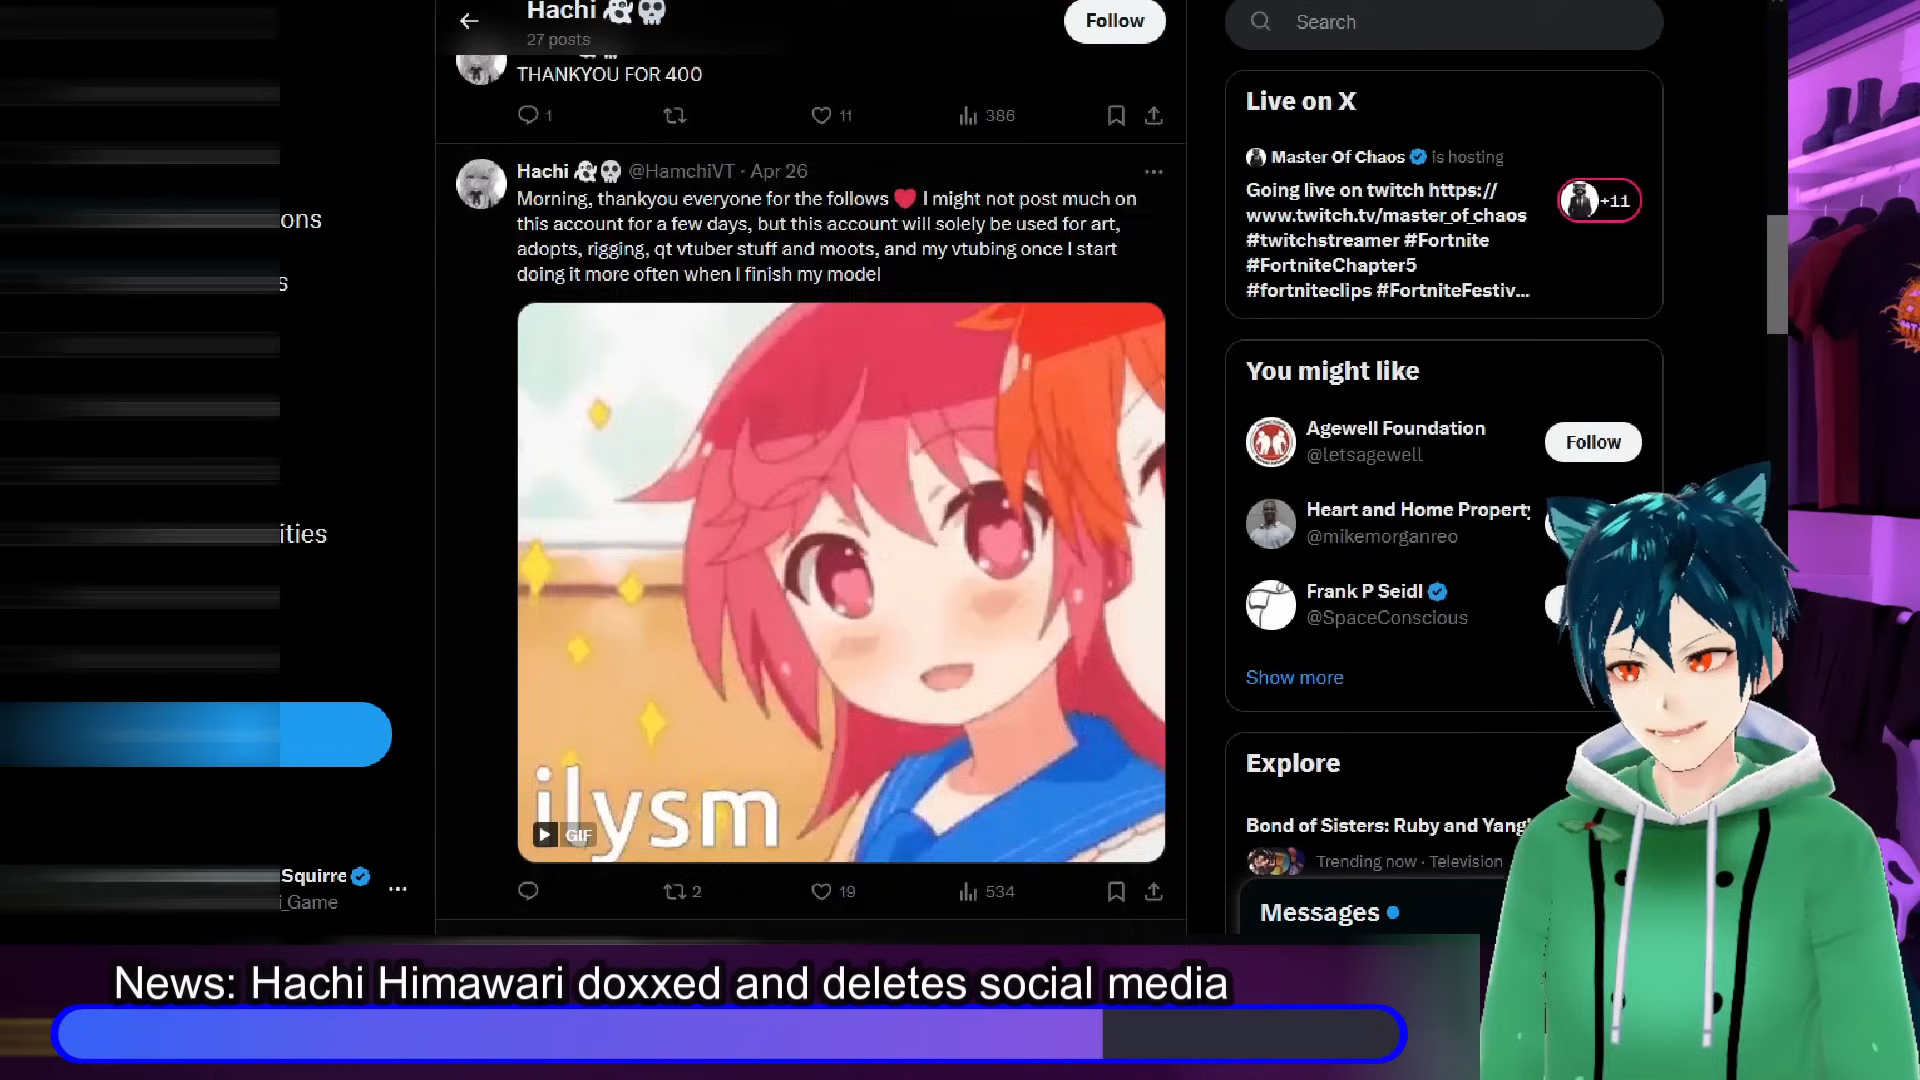 Hachi
27 posts
Follow
Search
THANKYOU FOR 400
1
11
386
Hachi @HamchiVT · Apr 26
Morning, thankyou everyone for the follows ❤ I might not post much on
this account for a few days, but this account will solely be used for art,
adopts, rigging, qt vtuber stuff and moots, and my vtubing once I start
doing it more often when I finish my model
ilysm
GIF
2
19
534
ons
s
ities
Squirre
i_Game
Live on X
Master Of Chaos is hosting
Going live on twitch https://
www.twitch.tv/master_of_chaos
#twitchstreamer #Fortnite
#FortniteChapter5
#fortniteclips #FortniteFestiv...
+11
You might like
Agewell Foundation
@letsagewell
Follow
Heart and Home Property
@mikemorganreo
Frank P Seidl
@SpaceConscious
Show more
Explore
Bond of Sisters: Ruby and Yang'
Trending now · Television
Messages
News: Hachi Himawari doxxed and deletes social media